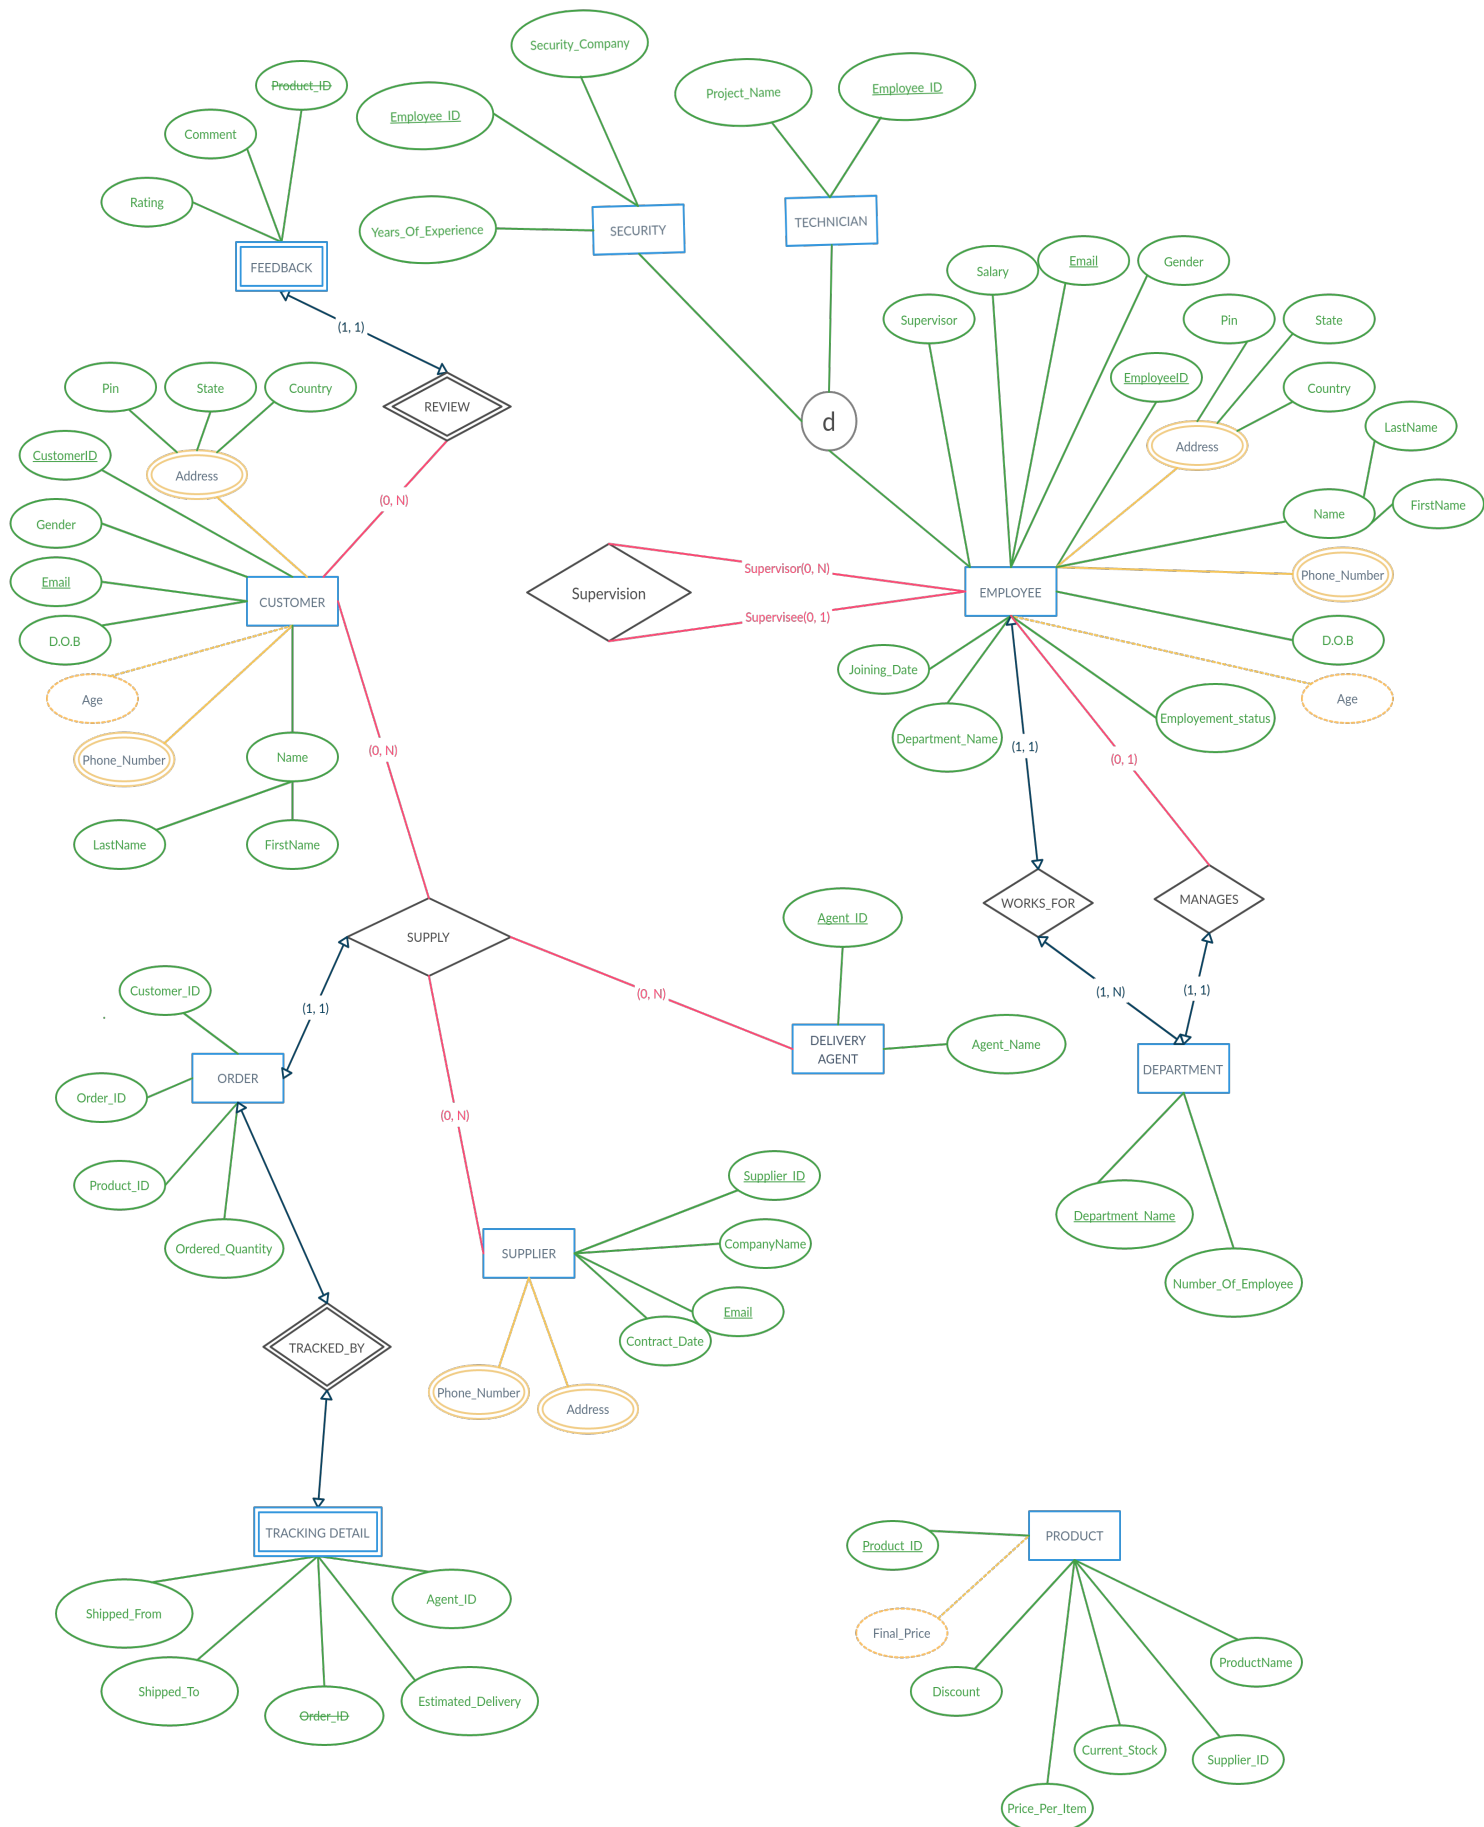 Security_Company
Product_ID
Project_Name
Employee_ID
Employee_ID
Comment
Rating
Years_Of_Experience
SECURITY
TECHNICIAN
FEEDBACK
Salary
Email
Gender
Supervisor
Pin
State
(1, 1)
EmployeeID
Country
Pin
State
Country
REVIEW
d
LastName
CustomerID
Address
Address
(0, N)
Name
FirstName
Gender
Supervisor(0, N)
Phone_Number
Email
CUSTOMER
Supervision
EMPLOYEE
Supervisee(0, 1)
D.O.B
D.O.B
Joining_Date
Age
Age
Employement_status
Department_Name
Phone_Number
Name
(0, N)
(1, 1)
(0, 1)
LastName
FirstName
WORKS_FOR
MANAGES
Agent_ID
SUPPLY
Customer_ID
(1, 1)
(0, N)
(1, N)
(1, 1)
DELIVERY
AGENT
Agent_Name
ORDER
DEPARTMENT
Order_ID
(0, N)
Product_ID
Supplier_ID
Department_Name
Ordered_Quantity
SUPPLIER
CompanyName
Number_Of_Employee
Email
Contract_Date
TRACKED_BY
Phone_Number
Address
TRACKING DETAIL
PRODUCT
Product_ID
Shipped_From
Agent_ID
Final_Price
ProductName
Shipped_To
Order_ID
Estimated_Delivery
Discount
Current_Stock
Supplier_ID
Price_Per_Item